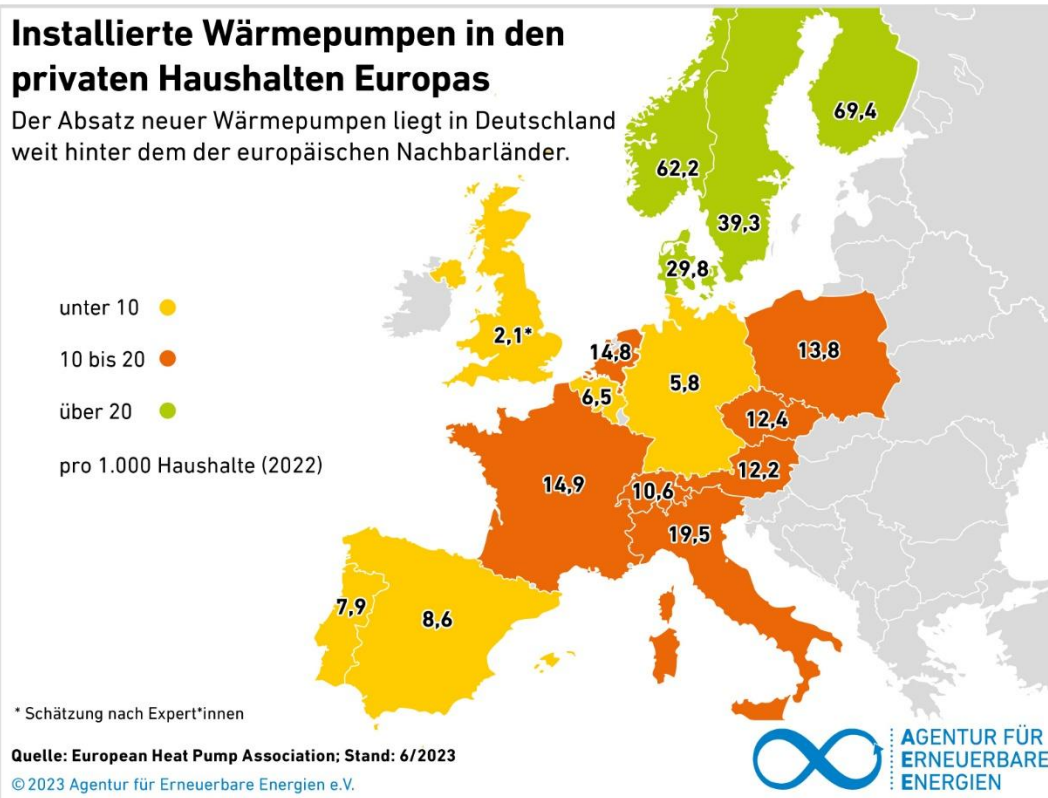 Installierte Wärmepumpen in den
privaten Haushalten Europas
Der Absatz neuer Wärmepumpen liegt in Deutschland
weit hinter dem der europäischen Nachbarländer.
69,4
62,2
39,3
29,8
unter 10
10 bis 20
über 20
pro 1.000 Haushalte (2022)
2,1*
14,8
13,8
5,8
6,5
12,4
12,2
14,9
10,6
19,5
7,9
8,6
* Schätzung nach Expert*innen
Quelle: European Heat Pump Association; Stand: 6/2023
© 2023 Agentur für Erneuerbare Energien e.V.
AGENTUR FÜR
ERNEUERBARE
ENERGIEN